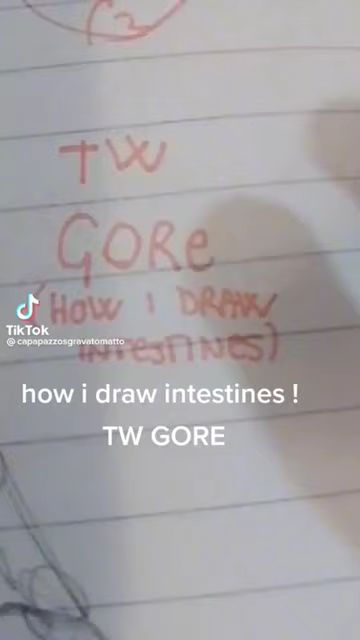 TW
GORe
(HOW I DRAW
INTESTINES)
TikTok
@ capapazzosgravatomatto
how i draw intestines !
TW GORE